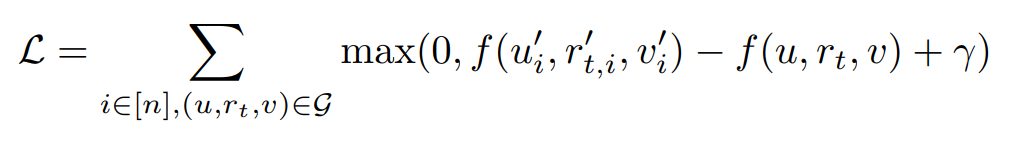 ℒ = ∑_{i∈[n],(u,r_t,v)∈𝒢} max(0, f(u′_i, r′_{t,i}, v′_i) − f(u, r_t, v) + γ)